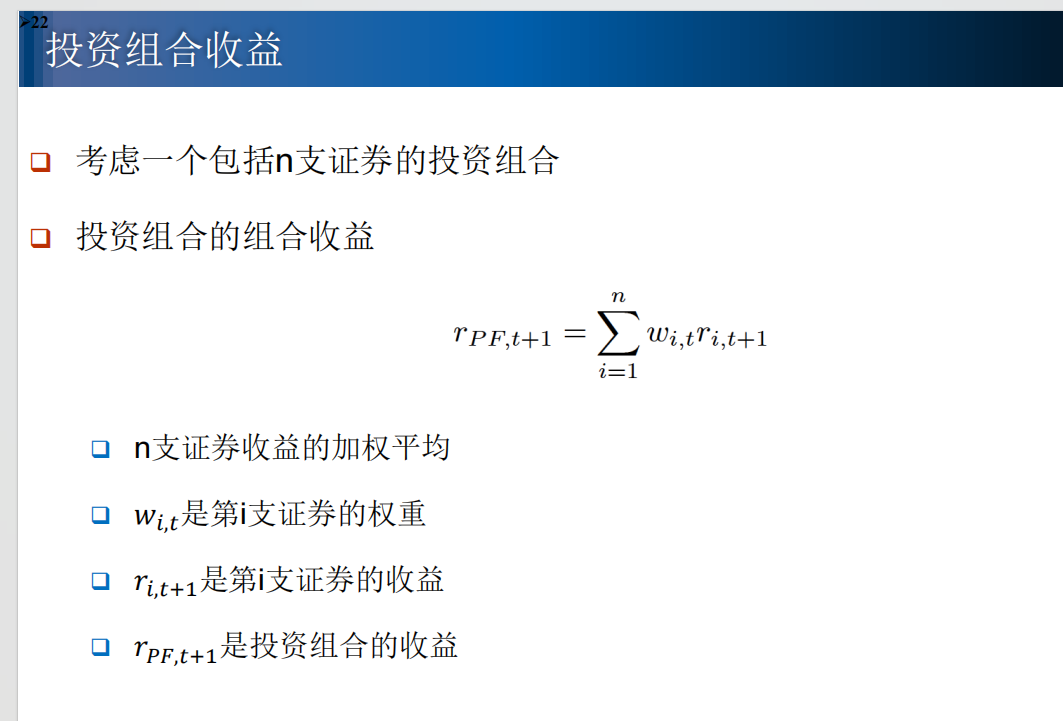 ➢22
投资组合收益
❑ 考虑一个包括n支证券的投资组合
❑ 投资组合的组合收益
r_{PF,t+1} = \sum_{i=1}^{n} w_{i,t} r_{i,t+1}
❑ n支证券收益的加权平均
❑ w_{i,t}是第i支证券的权重
❑ r_{i,t+1}是第i支证券的收益
❑ r_{PF,t+1}是投资组合的收益